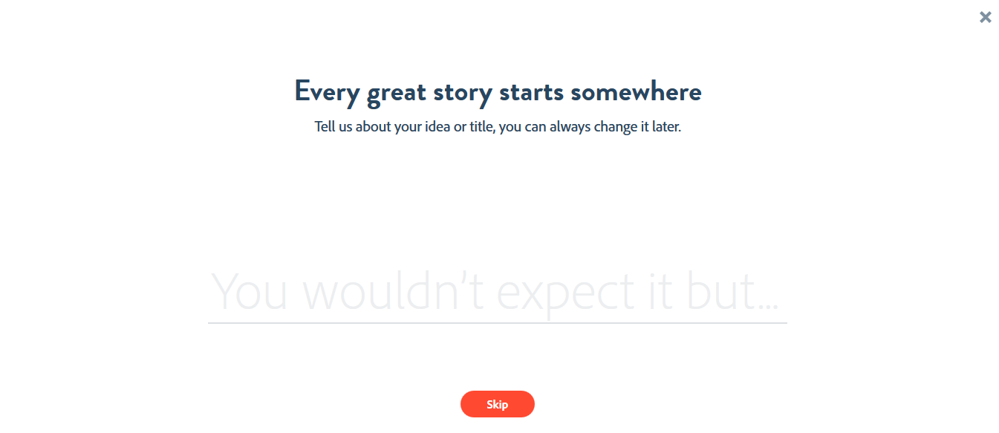 Every great story starts somewhere
Tell us about your idea or title, you can always change it later.
You wouldn't expect it but...
Skip